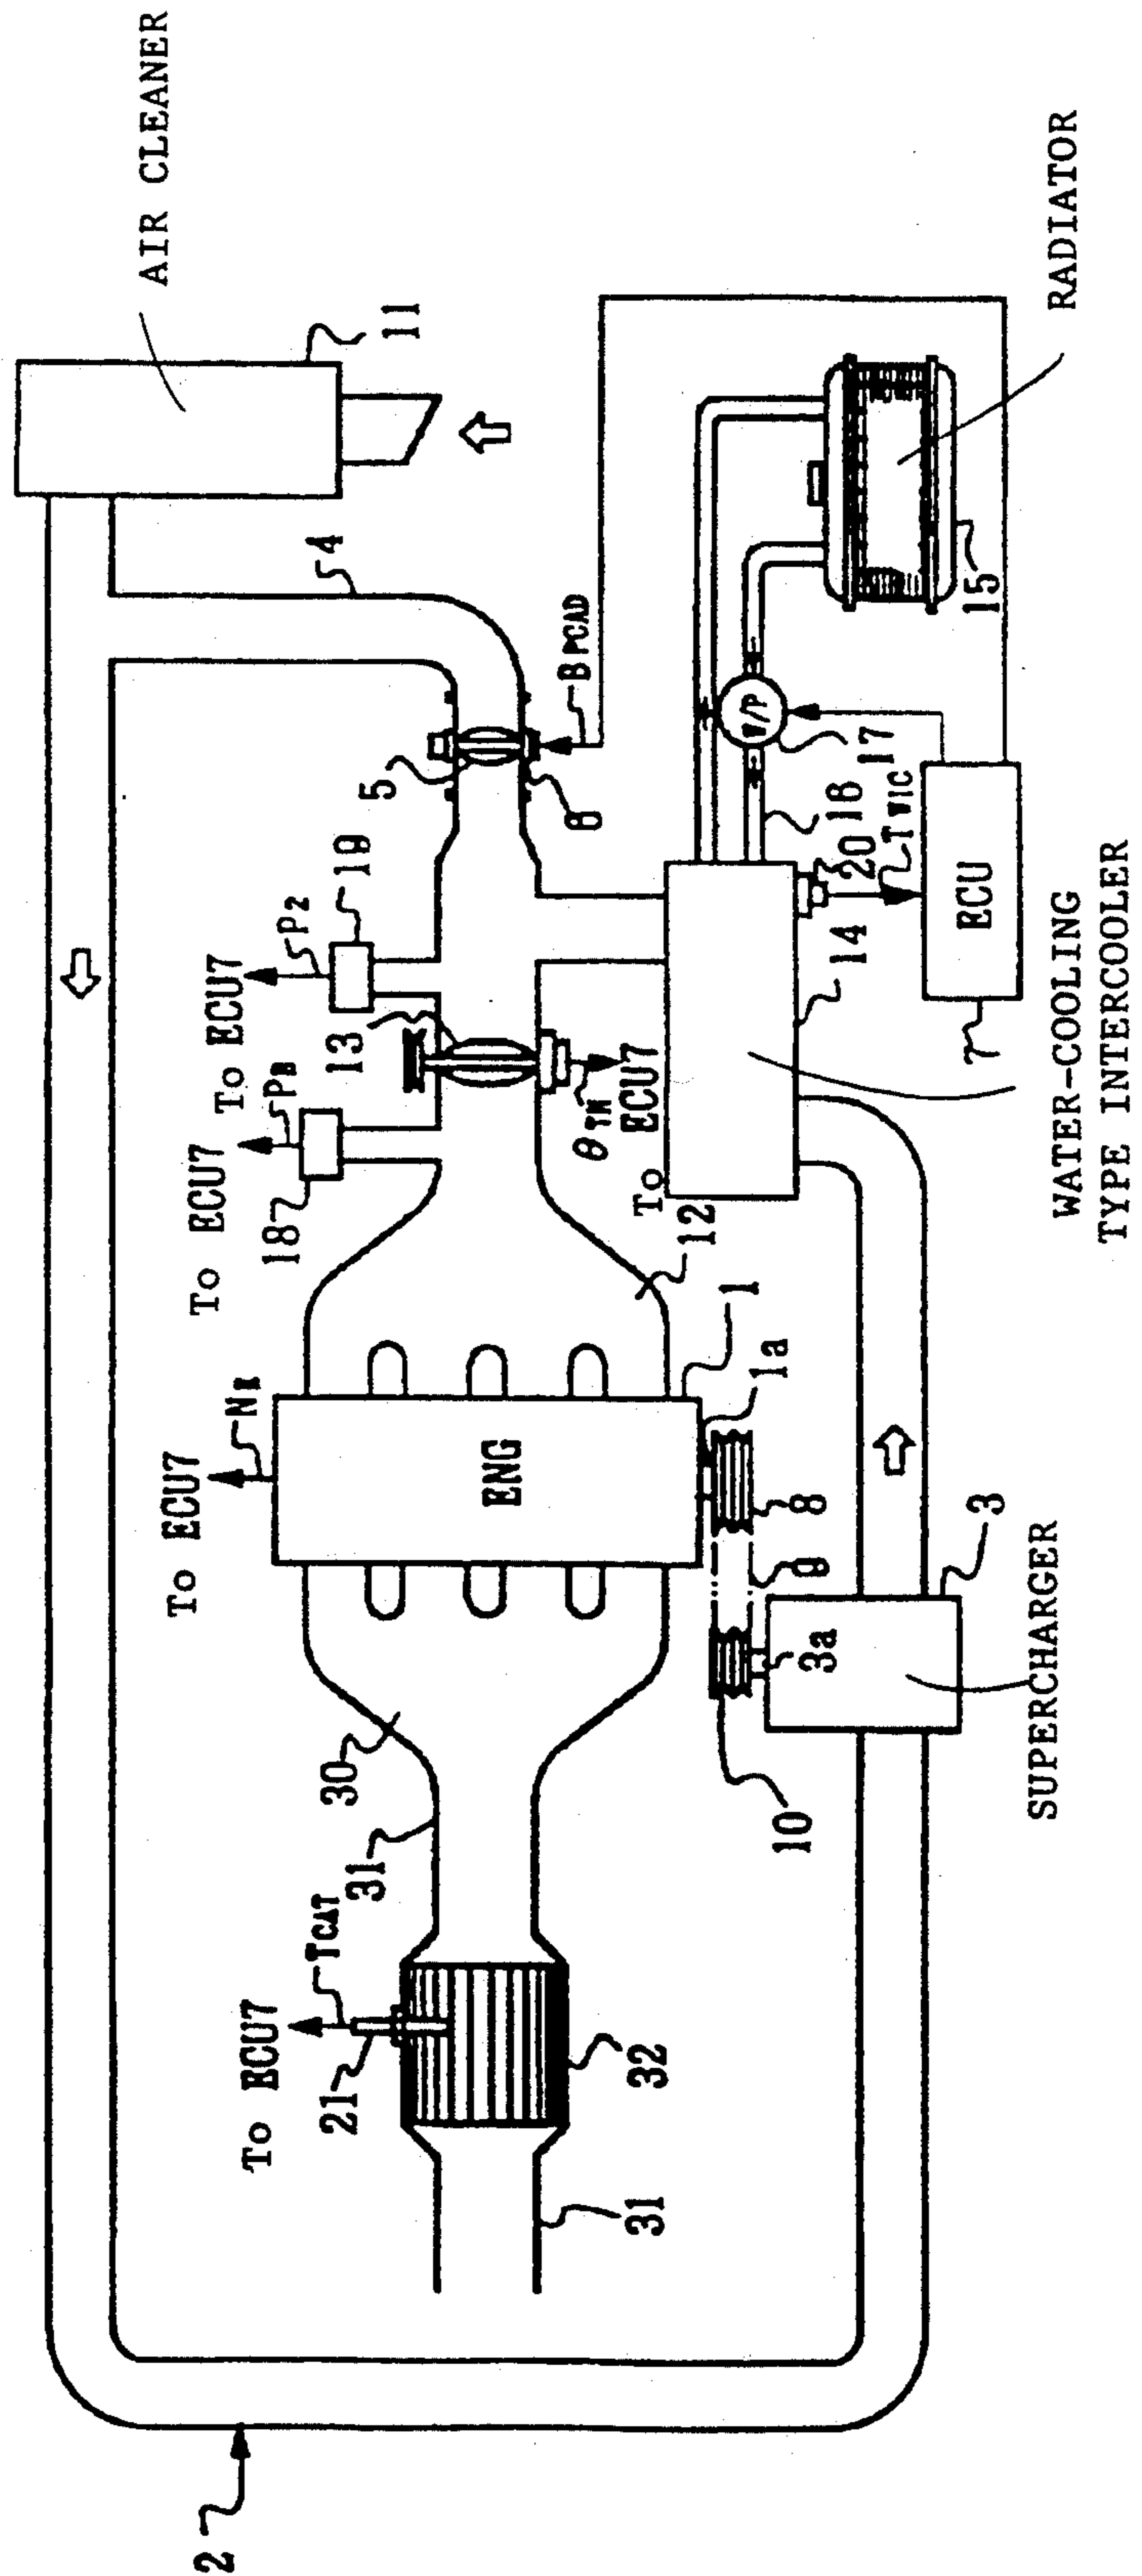 AIR CLEANER
11
4
5
6
B PCAD
RADIATOR
15
W/P
17
16
20
TWIC
ECU
7
14
WATER-COOLING
TYPE INTERCOOLER
19
P2
To ECU7
13
θTH
To ECU7
18
PB
To ECU7
12
1
1a
ENG
NE
To ECU7
8
9
10
3a
3
SUPERCHARGER
30
31
TCAT
To ECU7
21
32
31
2